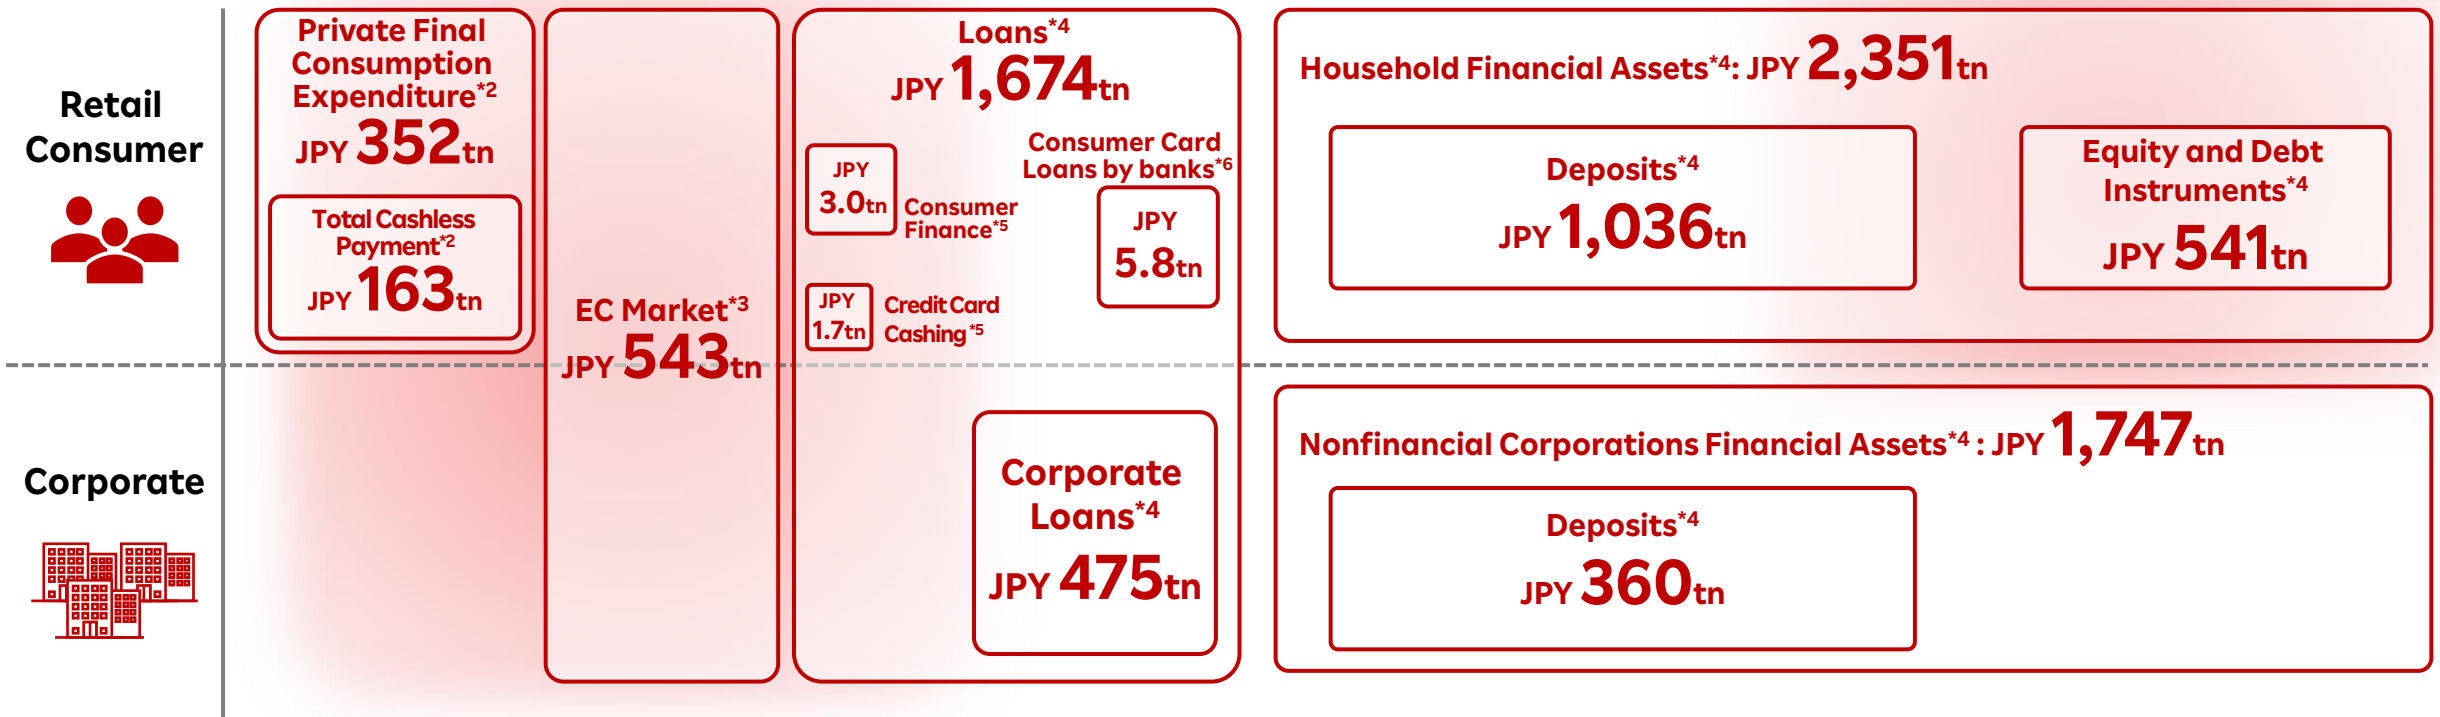 Retail
Consumer
Private Final
Consumption
Expenditure*2
JPY 352tn
Total Cashless
Payment*2
JPY 163tn
EC Market*3
JPY 543tn
Loans*4
JPY 1,674tn
JPY
3.0tn
Consumer
Finance*5
Consumer Card
Loans by banks*6
JPY
5.8tn
JPY
1.7tn
Credit Card
Cashing*5
Household Financial Assets*4: JPY 2,351tn
Deposits*4
JPY 1,036tn
Equity and Debt
Instruments*4
JPY 541tn
Corporate
Corporate
Loans*4
JPY 475tn
Nonfinancial Corporations Financial Assets*4 : JPY 1,747tn
Deposits*4
JPY 360tn